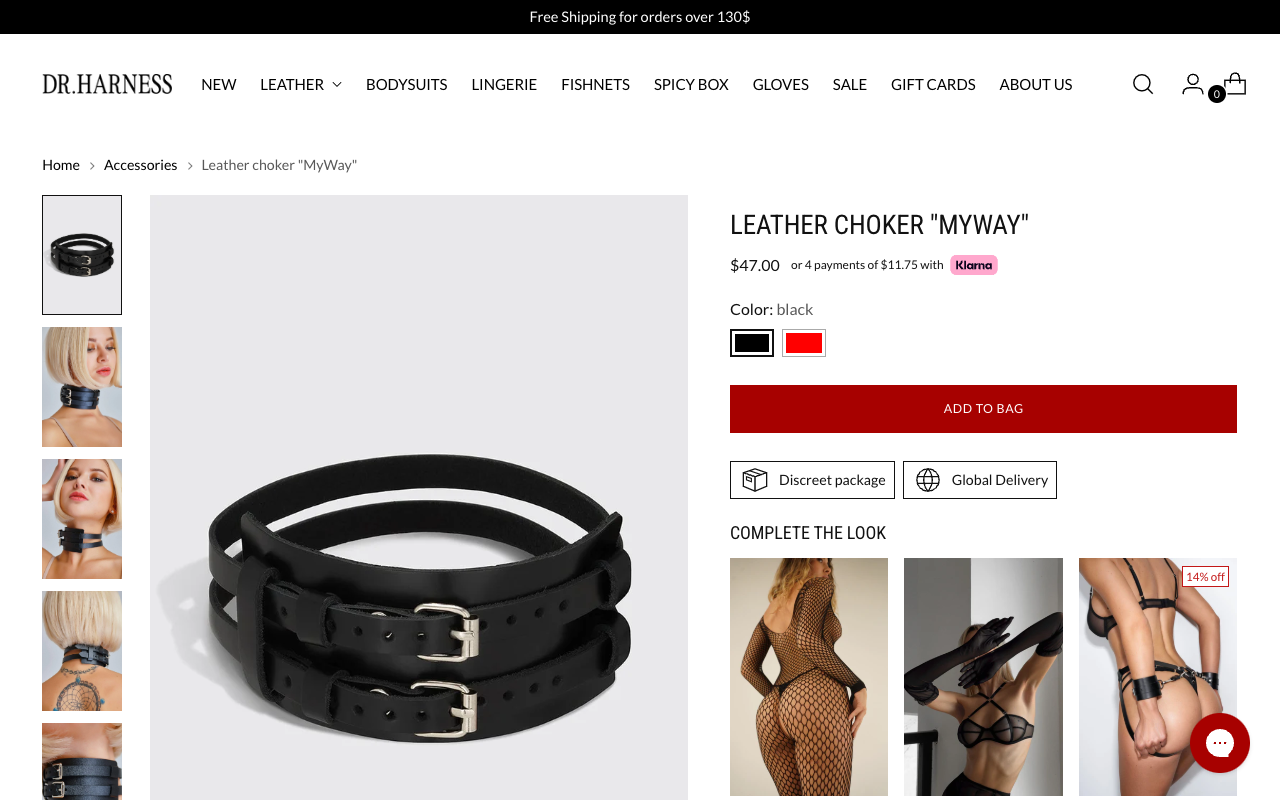 Free Shipping for orders over 130$
DR.HARNESS NEW LEATHER BODYSUITS LINGERIE FISHNETS SPICY BOX GLOVES SALE GIFT CARDS ABOUT US 0
Home Accessories Leather choker "MyWay"
LEATHER CHOKER "MYWAY"
$47.00 or 4 payments of $11.75 with Klarna
Color: black
ADD TO BAG
Discreet package Global Delivery
COMPLETE THE LOOK
14% off